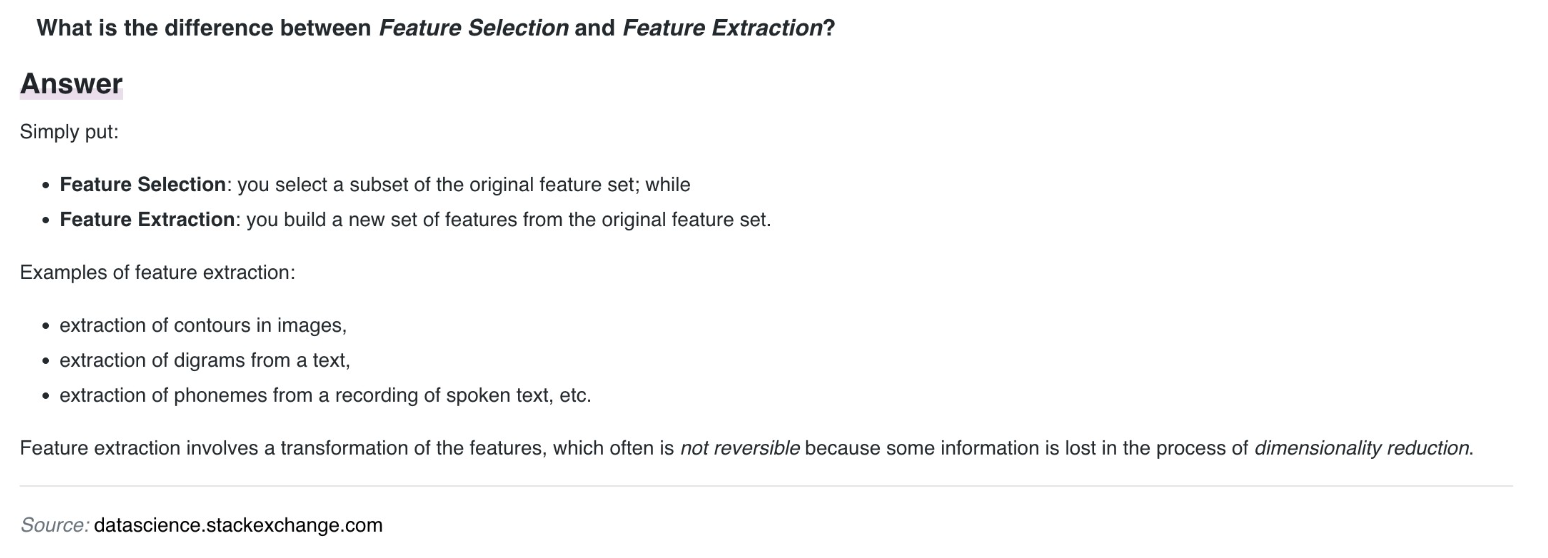 What is the difference between Feature Selection and Feature Extraction?
Answer
Simply put:
• Feature Selection: you select a subset of the original feature set; while
• Feature Extraction: you build a new set of features from the original feature set.
Examples of feature extraction:
• extraction of contours in images,
• extraction of digrams from a text,
• extraction of phonemes from a recording of spoken text, etc.
Feature extraction involves a transformation of the features, which often is not reversible because some information is lost in the process of dimensionality reduction.
Source: datascience.stackexchange.com